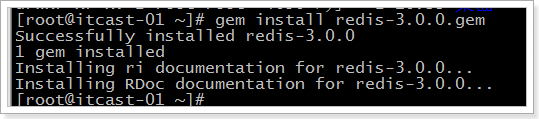 [root@itcast-01 ~]# gem install redis-3.0.0.gem
Successfully installed redis-3.0.0
1 gem installed
Installing ri documentation for redis-3.0.0...
Installing RDoc documentation for redis-3.0.0...
[root@itcast-01 ~]#